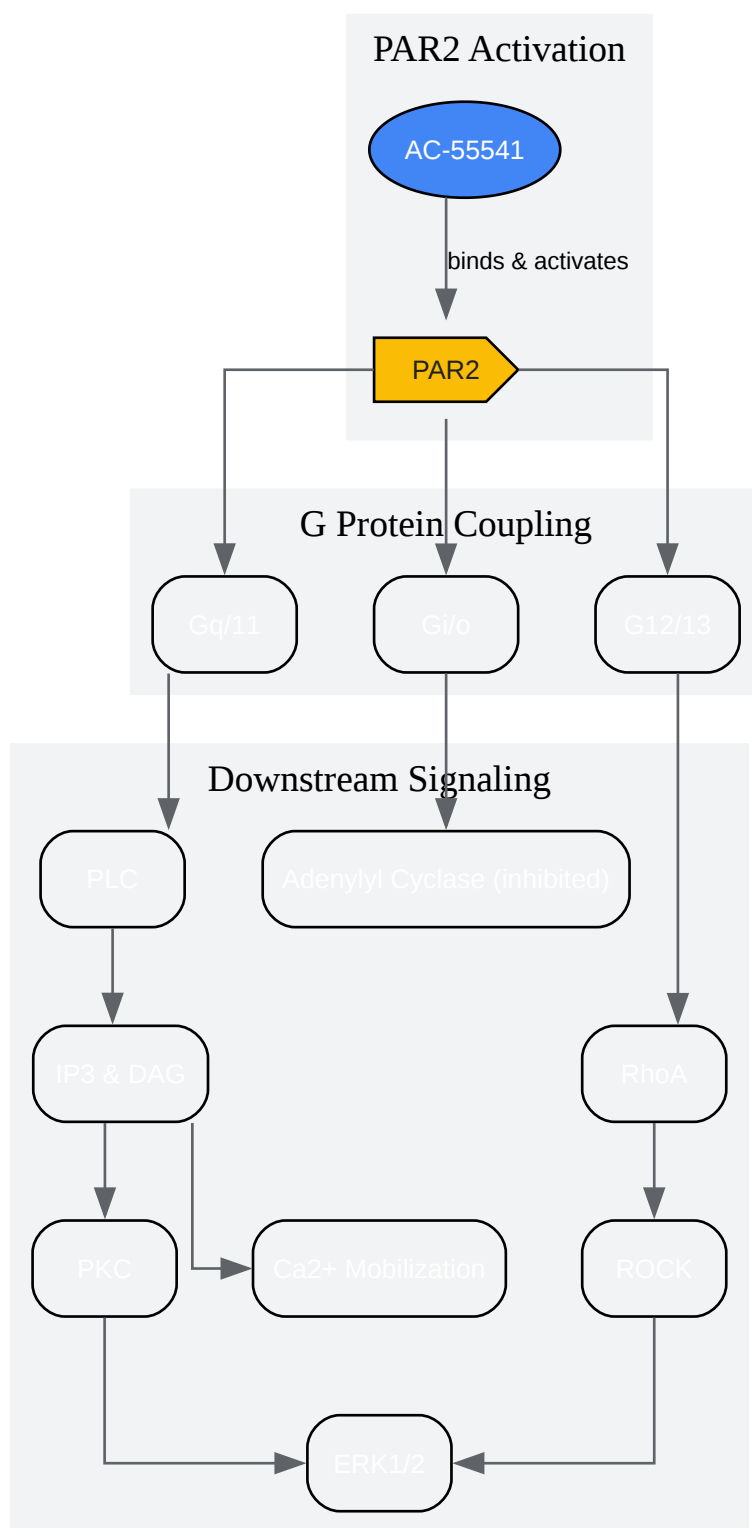 PAR2 Activation
AC-55541
binds & activates
PAR2
G Protein Coupling
Gq/11
Gi/o
G12/13
Downstream Signaling
PLC
Adenylyl Cyclase (inhibited)
IP3 & DAG
RhoA
PKC
Ca2+ Mobilization
ROCK
ERK1/2